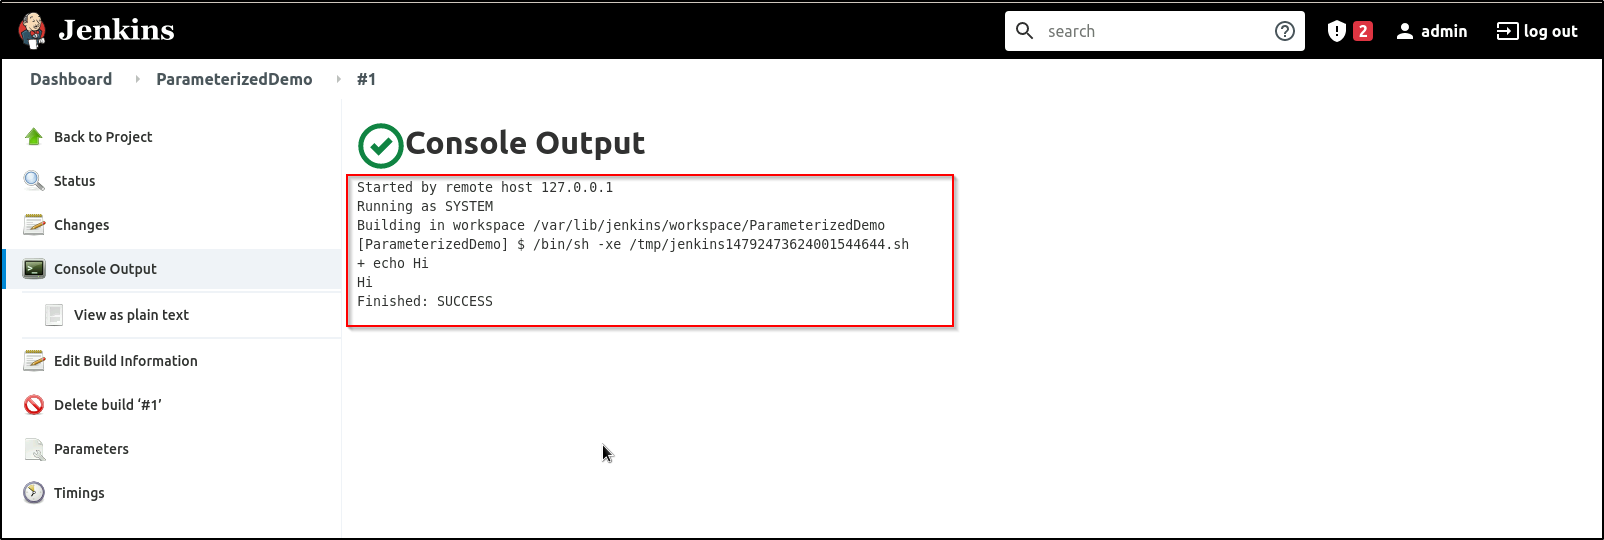 Jenkins
search
2
admin
log out
Dashboard
ParameterizedDemo
#1
Back to Project
Status
Changes
Console Output
View as plain text
Edit Build Information
Delete build ‘#1’
Parameters
Timings
Console Output
Started by remote host 127.0.0.1
Running as SYSTEM
Building in workspace /var/lib/jenkins/workspace/ParameterizedDemo
[ParameterizedDemo] $ /bin/sh -xe /tmp/jenkins14792473624001544644.sh
+ echo Hi
Hi
Finished: SUCCESS